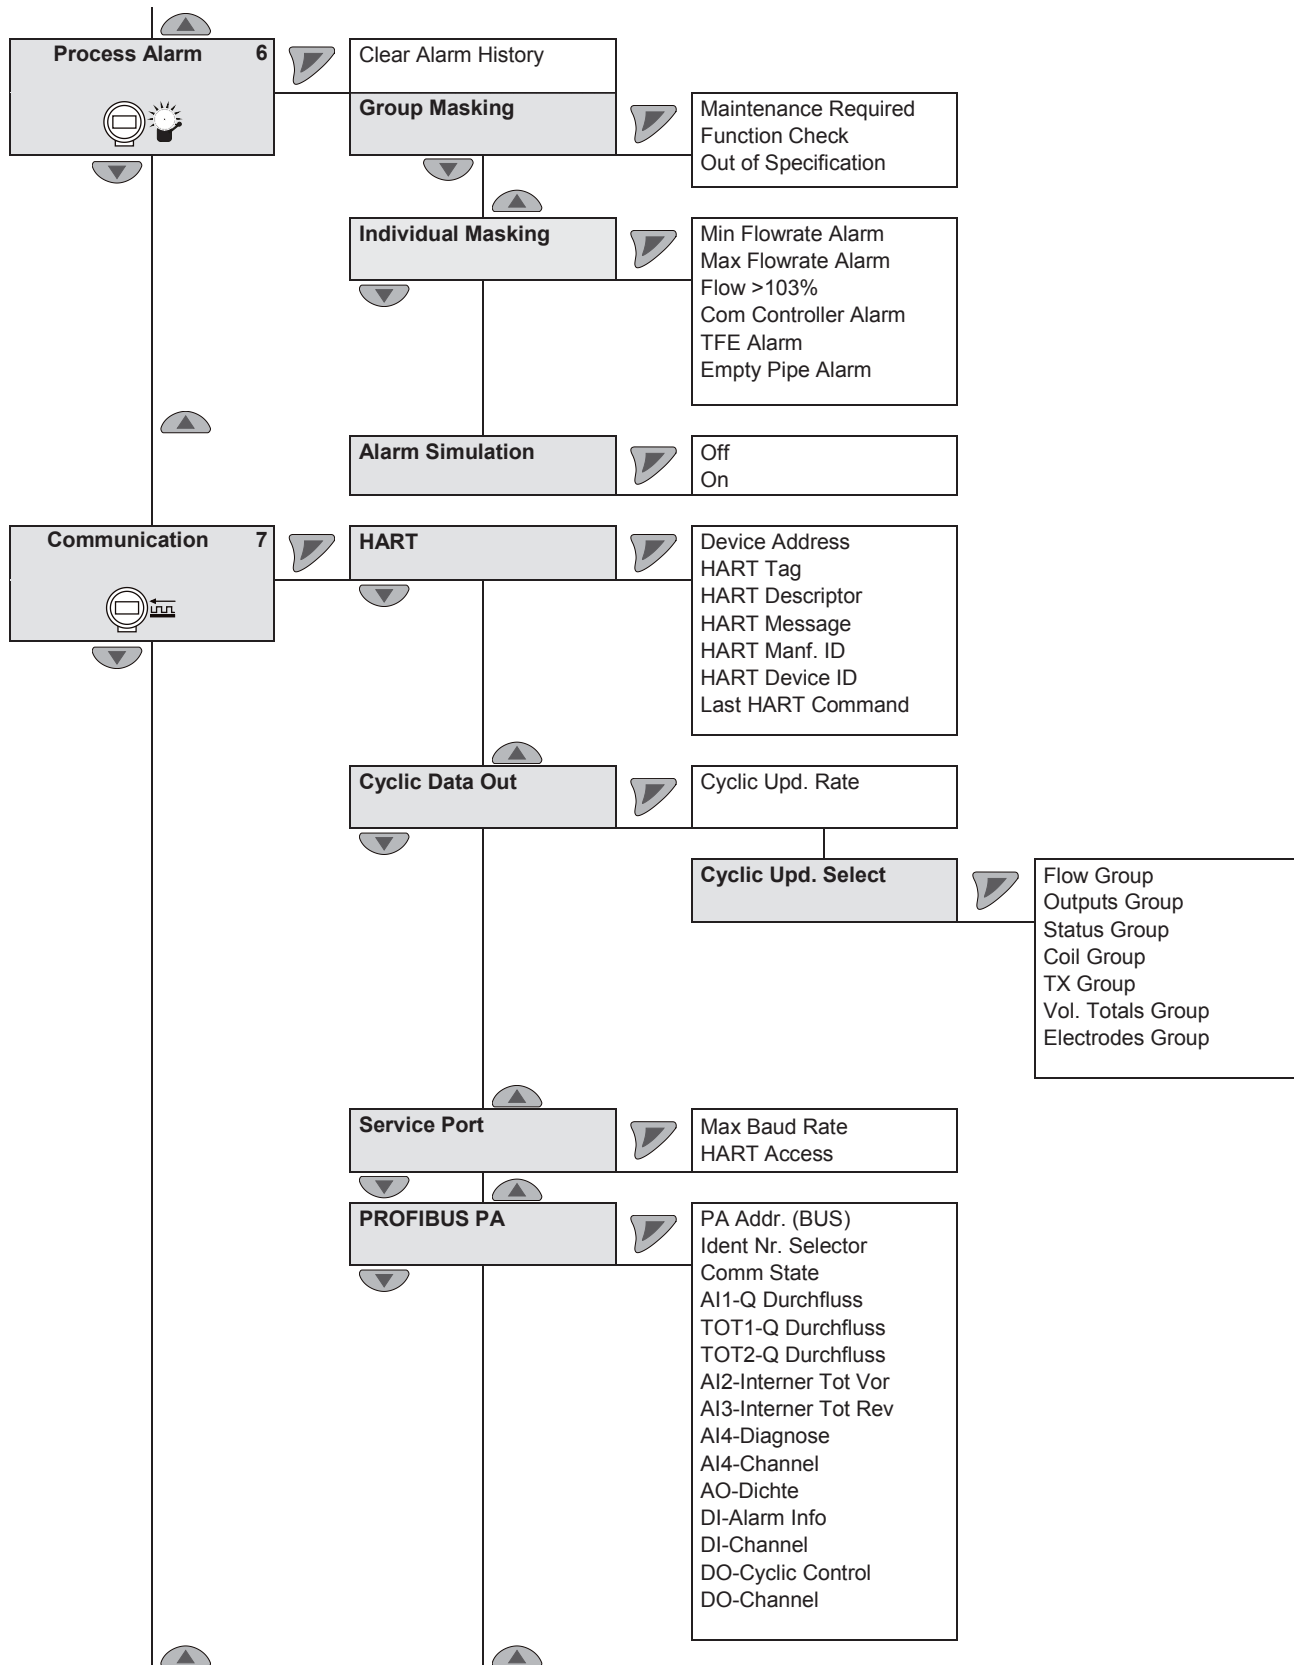 Process Alarm 6
Clear Alarm History
Group Masking
Maintenance Required
Function Check
Out of Specification
Individual Masking
Min Flowrate Alarm
Max Flowrate Alarm
Flow >103%
Com Controller Alarm
TFE Alarm
Empty Pipe Alarm
Alarm Simulation
Off
On
Communication 7
HART
Device Address
HART Tag
HART Descriptor
HART Message
HART Manf. ID
HART Device ID
Last HART Command
Cyclic Data Out
Cyclic Upd. Rate
Cyclic Upd. Select
Flow Group
Outputs Group
Status Group
Coil Group
TX Group
Vol. Totals Group
Electrodes Group
Service Port
Max Baud Rate
HART Access
PROFIBUS PA
PA Addr. (BUS)
Ident Nr. Selector
Comm State
AI1-Q Durchfluss
TOT1-Q Durchfluss
TOT2-Q Durchfluss
AI2-Interner Tot Vor
AI3-Interner Tot Rev
AI4-Diagnose
AI4-Channel
AO-Dichte
DI-Alarm Info
DI-Channel
DO-Cyclic Control
DO-Channel